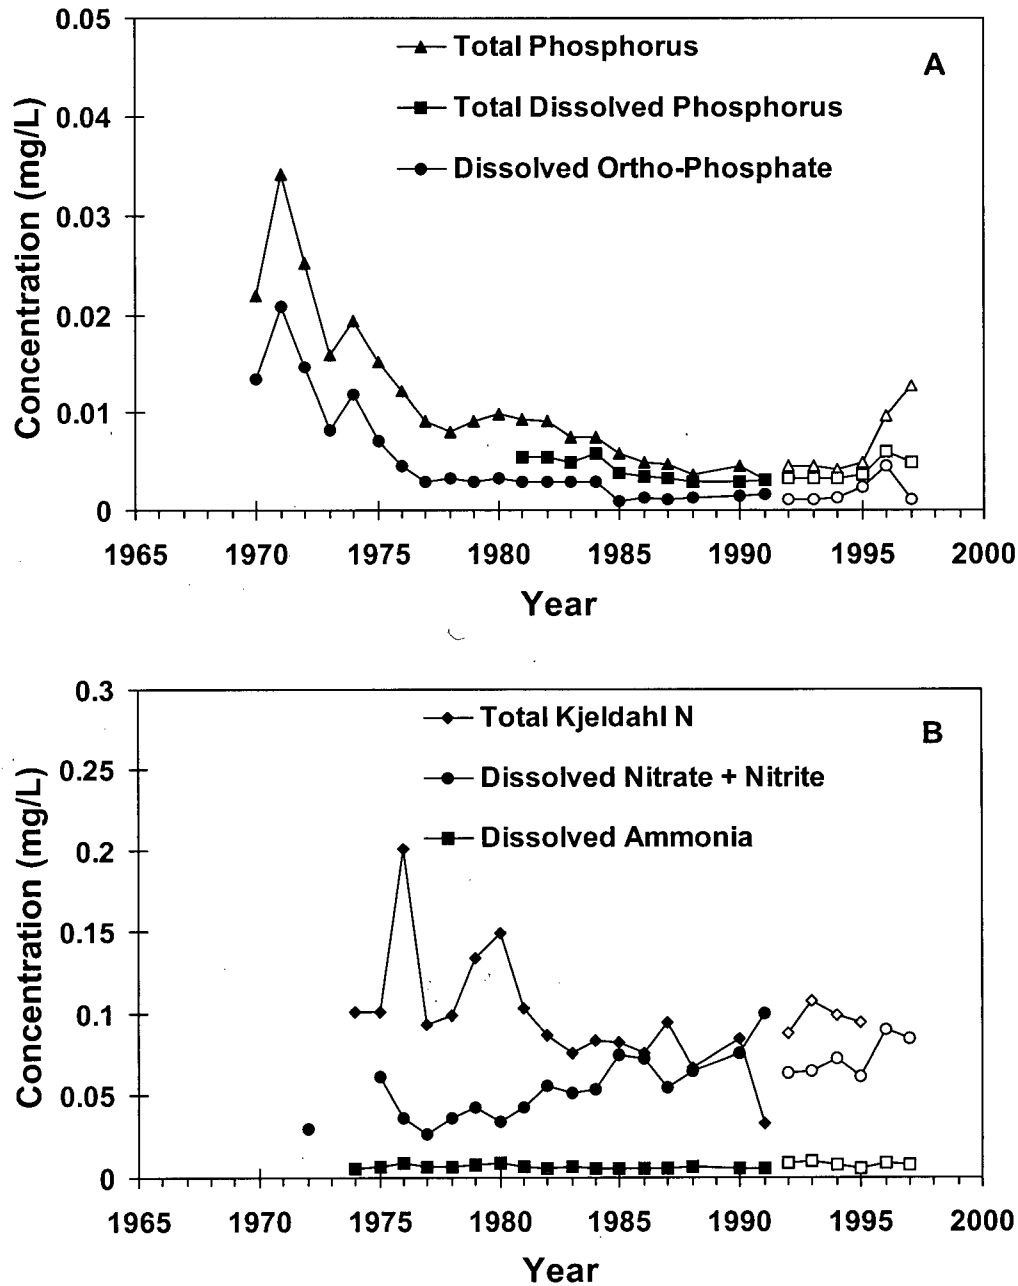 0.05
Total Phosphorus
A
Total Dissolved Phosphorus
0.04
Dissolved Ortho-Phosphate
0.03
0.02
0.01
0
Concentration (mg/L)
1965 1970 1975 1980 1985 1990 1995 2000
Year
0.3
Total Kjeldahl N
B
0.25
Dissolved Nitrate + Nitrite
Dissolved Ammonia
0.2
0.15
0.1
0.05
0
Concentration (mg/L)
1965 1970 1975 1980 1985 1990 1995 2000
Year